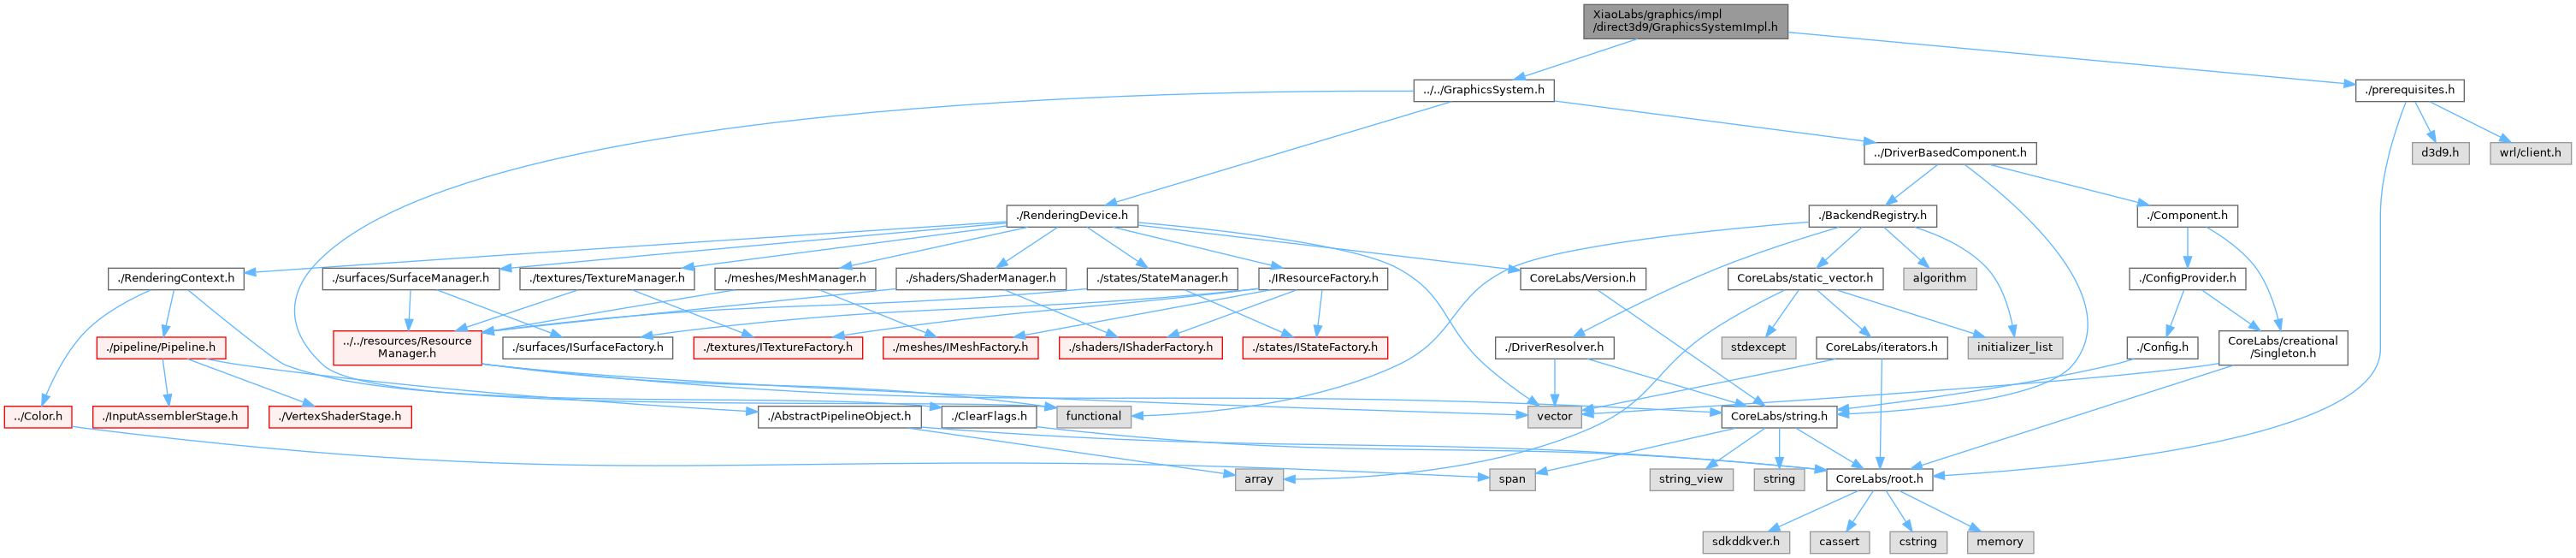 XiaoLabs/graphics/impl
/direct3d9/GraphicsSystemImpl.h
../../GraphicsSystem.h
./prerequisites.h
../DriverBasedComponent.h
d3d9.h
wrl/client.h
./RenderingDevice.h
./BackendRegistry.h
./Component.h
./RenderingContext.h
./surfaces/SurfaceManager.h
./textures/TextureManager.h
./meshes/MeshManager.h
./shaders/ShaderManager.h
./states/StateManager.h
./IResourceFactory.h
CoreLabs/Version.h
CoreLabs/static_vector.h
algorithm
./ConfigProvider.h
./pipeline/Pipeline.h
../../resources/Resource
Manager.h
./surfaces/ISurfaceFactory.h
./textures/ITextureFactory.h
./meshes/IMeshFactory.h
./shaders/IShaderFactory.h
./states/IStateFactory.h
./DriverResolver.h
stdexcept
CoreLabs/iterators.h
initializer_list
./Config.h
CoreLabs/creational
/Singleton.h
../Color.h
./InputAssemblerStage.h
./VertexShaderStage.h
./AbstractPipelineObject.h
./ClearFlags.h
functional
vector
CoreLabs/string.h
array
span
string_view
string
CoreLabs/root.h
sdkddkver.h
cassert
cstring
memory